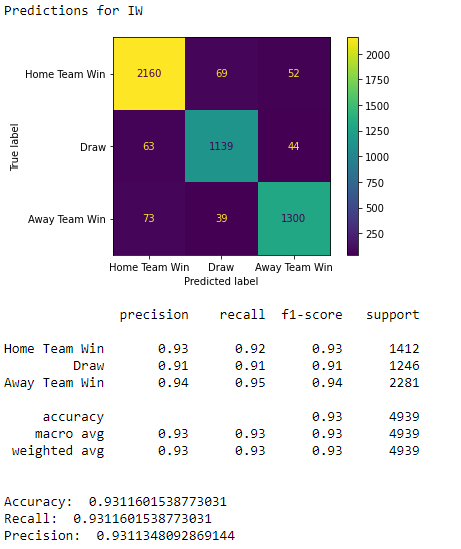 Predictions for IW
2000
Home Team Win 2160 69 52
1750
1500
1250
True label
Draw 63 1139 44
1000
750
500
Away Team Win 73 39 1300
250
Home Team Win Draw Away Team Win
Predicted label
precision recall f1-score support
Home Team Win 0.93 0.92 0.93 1412
Draw 0.91 0.91 0.91 1246
Away Team Win 0.94 0.95 0.94 2281
accuracy 0.93 4939
macro avg 0.93 0.93 0.93 4939
weighted avg 0.93 0.93 0.93 4939
Accuracy: 0.9311601538773031
Recall: 0.9311601538773031
Precision: 0.9311348092869144